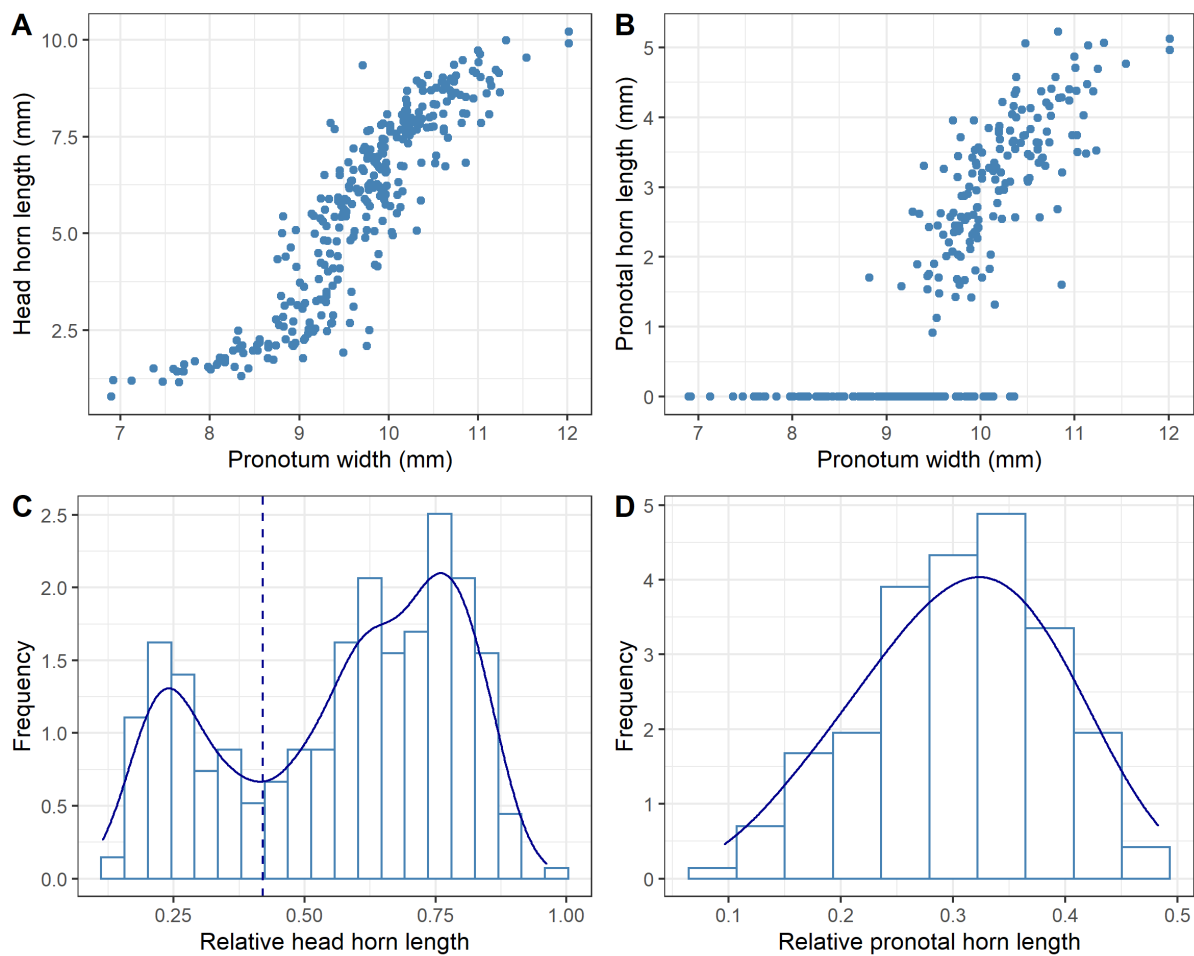 A
10.0
7.5
5.0
2.5
Head horn length (mm)
7 8 9 10 11 12
Pronotum width (mm)
B
5
4
3
2
1
0
Pronotal horn length (mm)
7 8 9 10 11 12
Pronotum width (mm)
C
2.5
2.0
1.5
1.0
0.5
0.0
Frequency
0.25 0.50 0.75 1.00
Relative head horn length
D
5
4
3
2
1
0
Frequency
0.1 0.2 0.3 0.4 0.5
Relative pronotal horn length